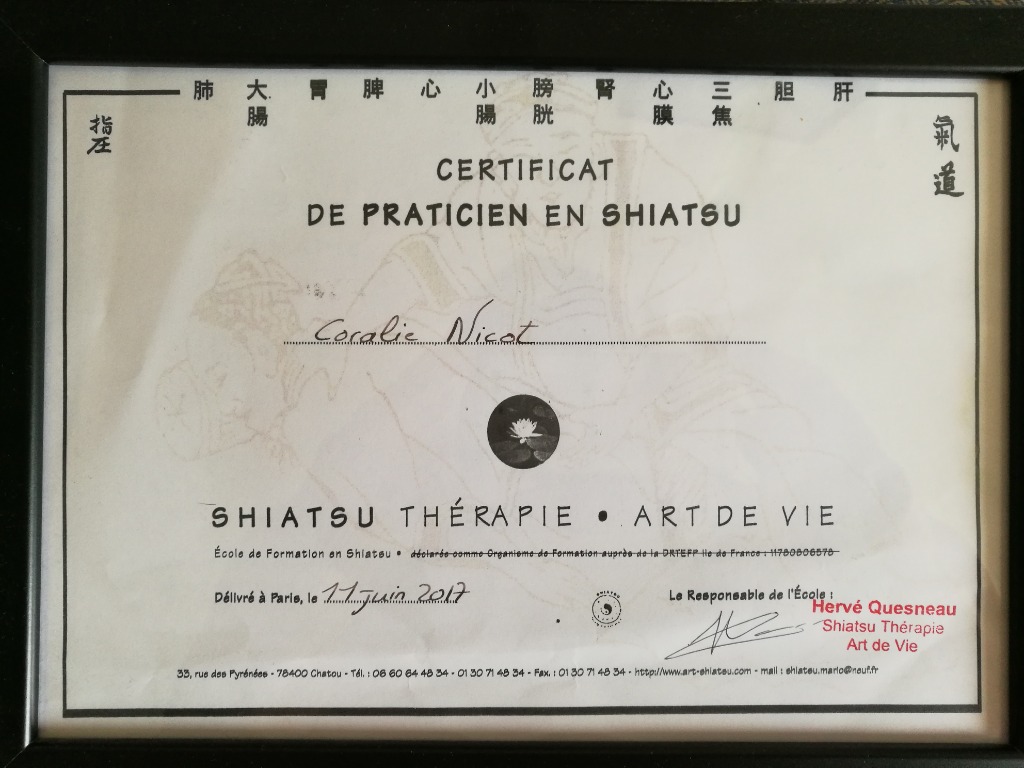 肺 大腸 胃 脾 心 小腸 膀胱 腎 心膜 三焦 胆 肝
指圧
氣道
CERTIFICAT
DE PRATICIEN EN SHIATSU
Coralie Nicot
SHIATSU THÉRAPIE • ART DE VIE
École de Formation en Shiatsu • déclarée comme Organisme de Formation auprès de la DRTEFP Ile de France : 11780806578
Délivré à Paris, le 11 juin 2017
SHIATSU
Le Responsable de l'École :
Hervé Quesneau
Shiatsu Thérapie
Art de Vie
33, rue des Pyrénées - 78400 Chatou - Tél. : 06 60 64 48 34 - 01 30 71 48 34 - Fax. : 01 30 71 48 34 - http://www.art-shiatsu.com - mail : shiatsu.mario@neuf.fr